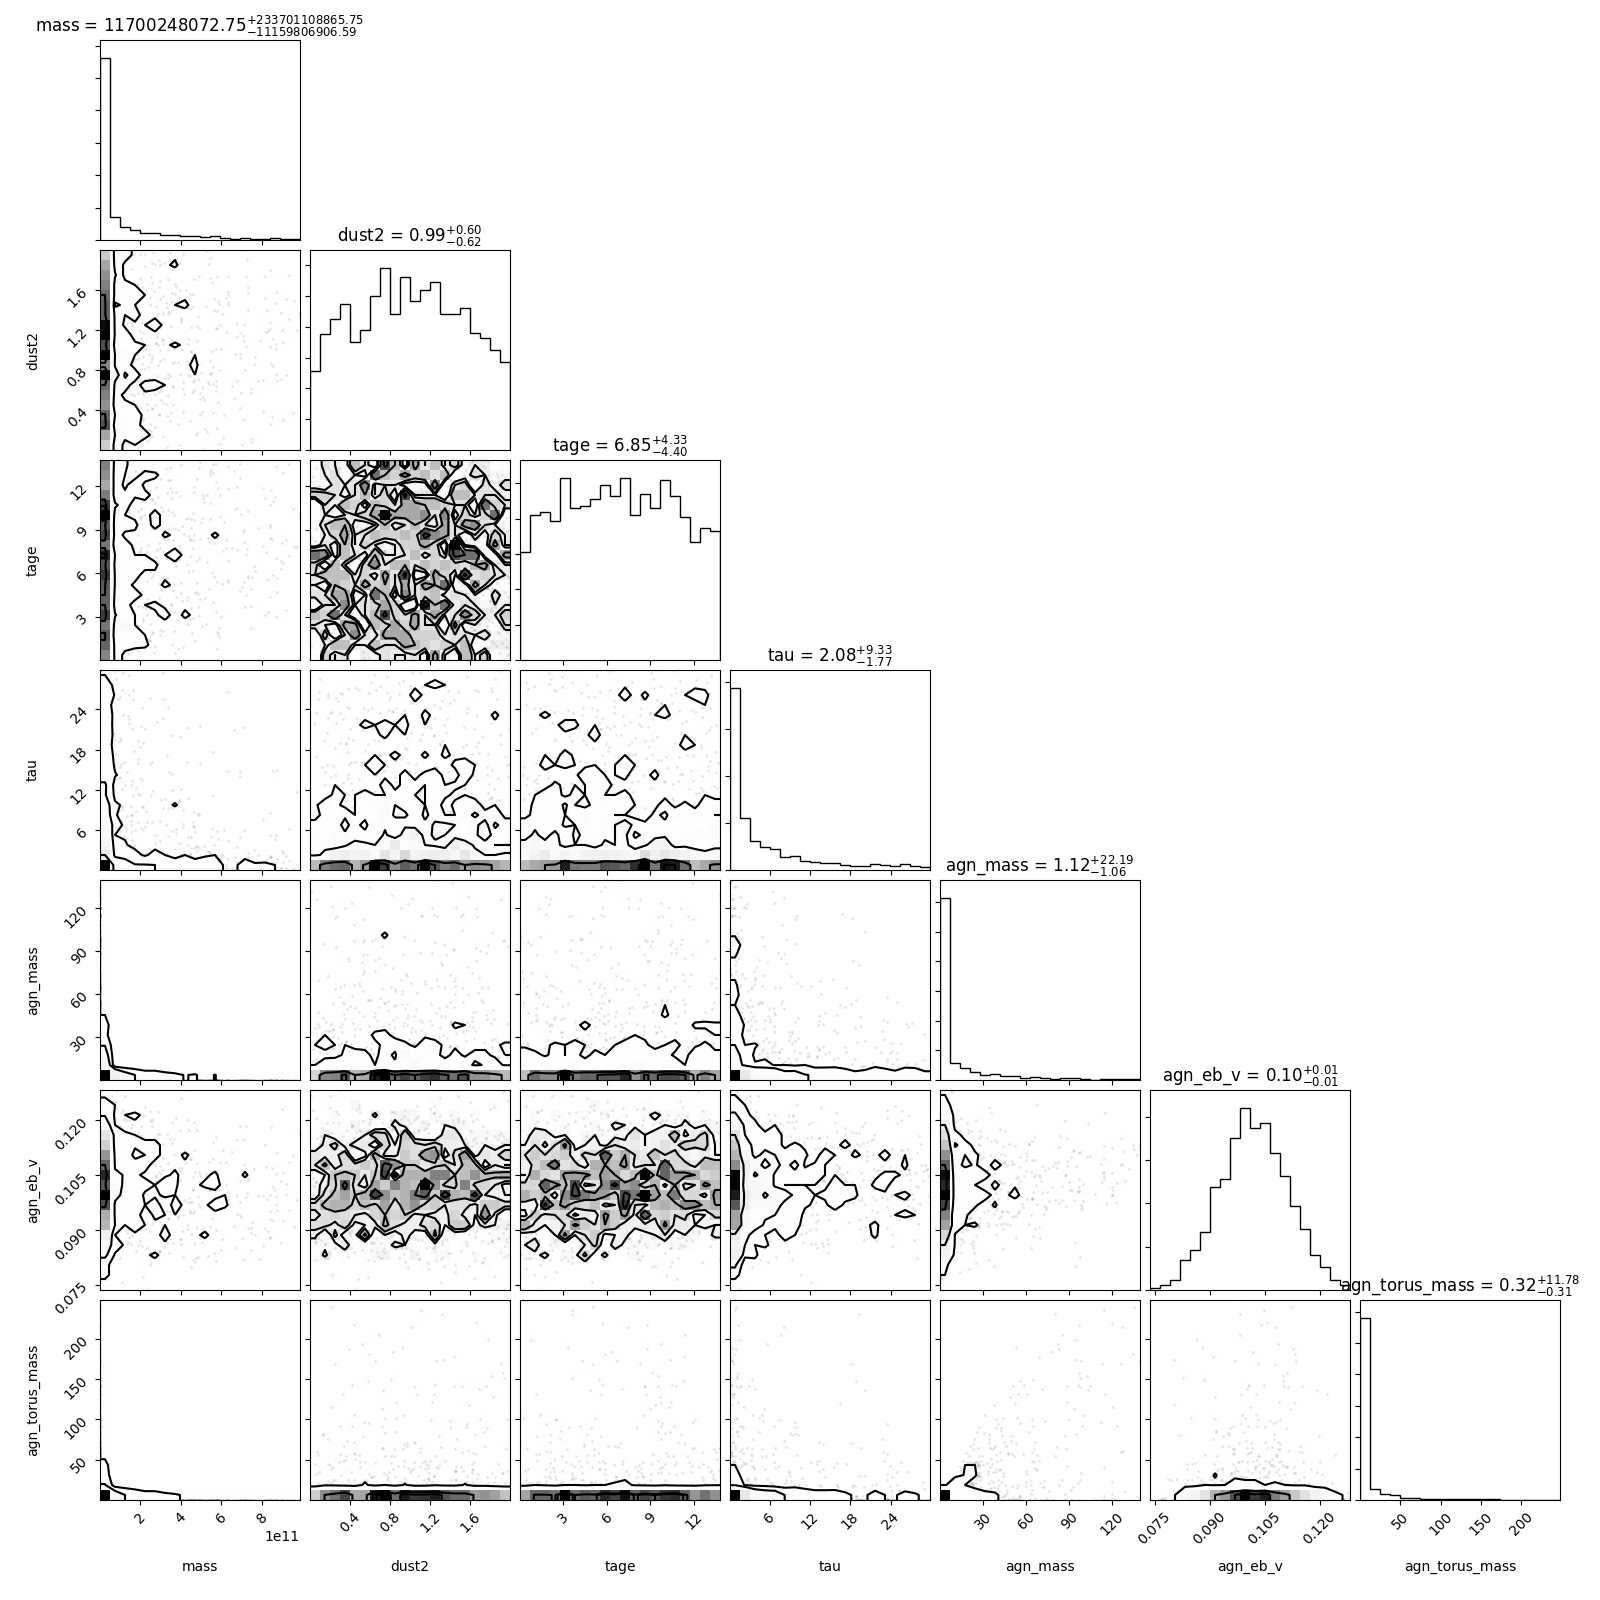 mass = 11700248072.75 +233701108865.75 −11159806906.59
dust2 = 0.99 +0.60 −0.62
1.6
1.2
0.8
0.4
dust2
tage = 6.85 +4.33 −4.40
12
9
6
3
tage
tau = 2.08 +9.33 −1.77
24
18
12
6
tau
agn_mass = 1.12 +22.19 −1.06
120
90
60
30
agn_mass
agn_eb_v = 0.10 +0.01 −0.01
0.120
0.105
0.090
0.075
agn_eb_v
agn_torus_mass = 0.32 +11.78 −0.31
200
150
100
50
agn_torus_mass
2 4 6 8 0.4 0.8 1.2 1.6 3 6 9 12 6 12 18 24 30 60 90 120 0.075 0.090 0.105 0.120 50 100 150 200
1e11
mass dust2 tage tau agn_mass agn_eb_v agn_torus_mass